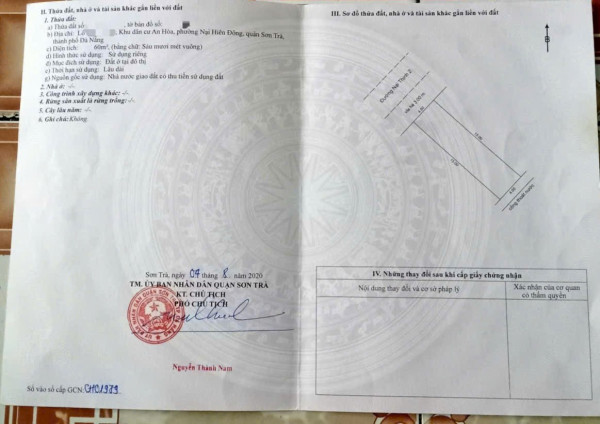 II. Thửa đất, nhà ở và tài sản khác gắn liền với đất
1. Thửa đất:
a) Thửa đất số: , tờ bản đồ số:
b) Địa chỉ: Lô , Khu dân cư An Hòa, phường Nại Hiên Đông, quận Sơn Trà,
thành phố Đà Nẵng
c) Diện tích: 60m², (bằng chữ: Sáu mươi mét vuông)
d) Hình thức sử dụng: Sử dụng riêng
đ) Mục đích sử dụng: Đất ở tại đô thị
e) Thời hạn sử dụng: Lâu dài
g) Nguồn gốc sử dụng: Nhà nước giao đất có thu tiền sử dụng đất
2. Nhà ở: -/-
3. Công trình xây dựng khác: -/-
4. Rừng sản xuất là rừng trồng: -/-
5. Cây lâu năm: -/-
6. Ghi chú: Không
Sơn Trà, ngày 07 tháng 8 năm 2020
TM. ỦY BAN NHÂN DÂN QUẬN SƠN TRÀ
KT. CHỦ TỊCH
PHÓ CHỦ TỊCH
Nguyễn Thành Nam
Số vào sổ cấp GCN: CH01939
III. Sơ đồ thửa đất, nhà ở và tài sản khác gắn liền với đất
B
Đường Nại Thịnh 2
IV. Những thay đổi sau khi cấp giấy chứng nhận
Nội dung thay đổi và cơ sở pháp lý
Xác nhận của cơ quan
có thẩm quyền